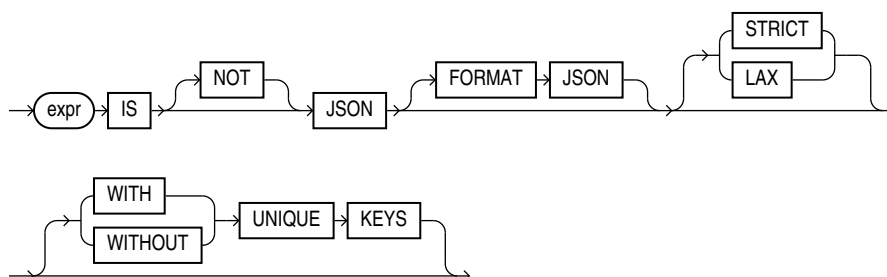 STRICT
NOT FORMAT JSON LAX
expr IS JSON
WITH
UNIQUE KEYS
WITHOUT